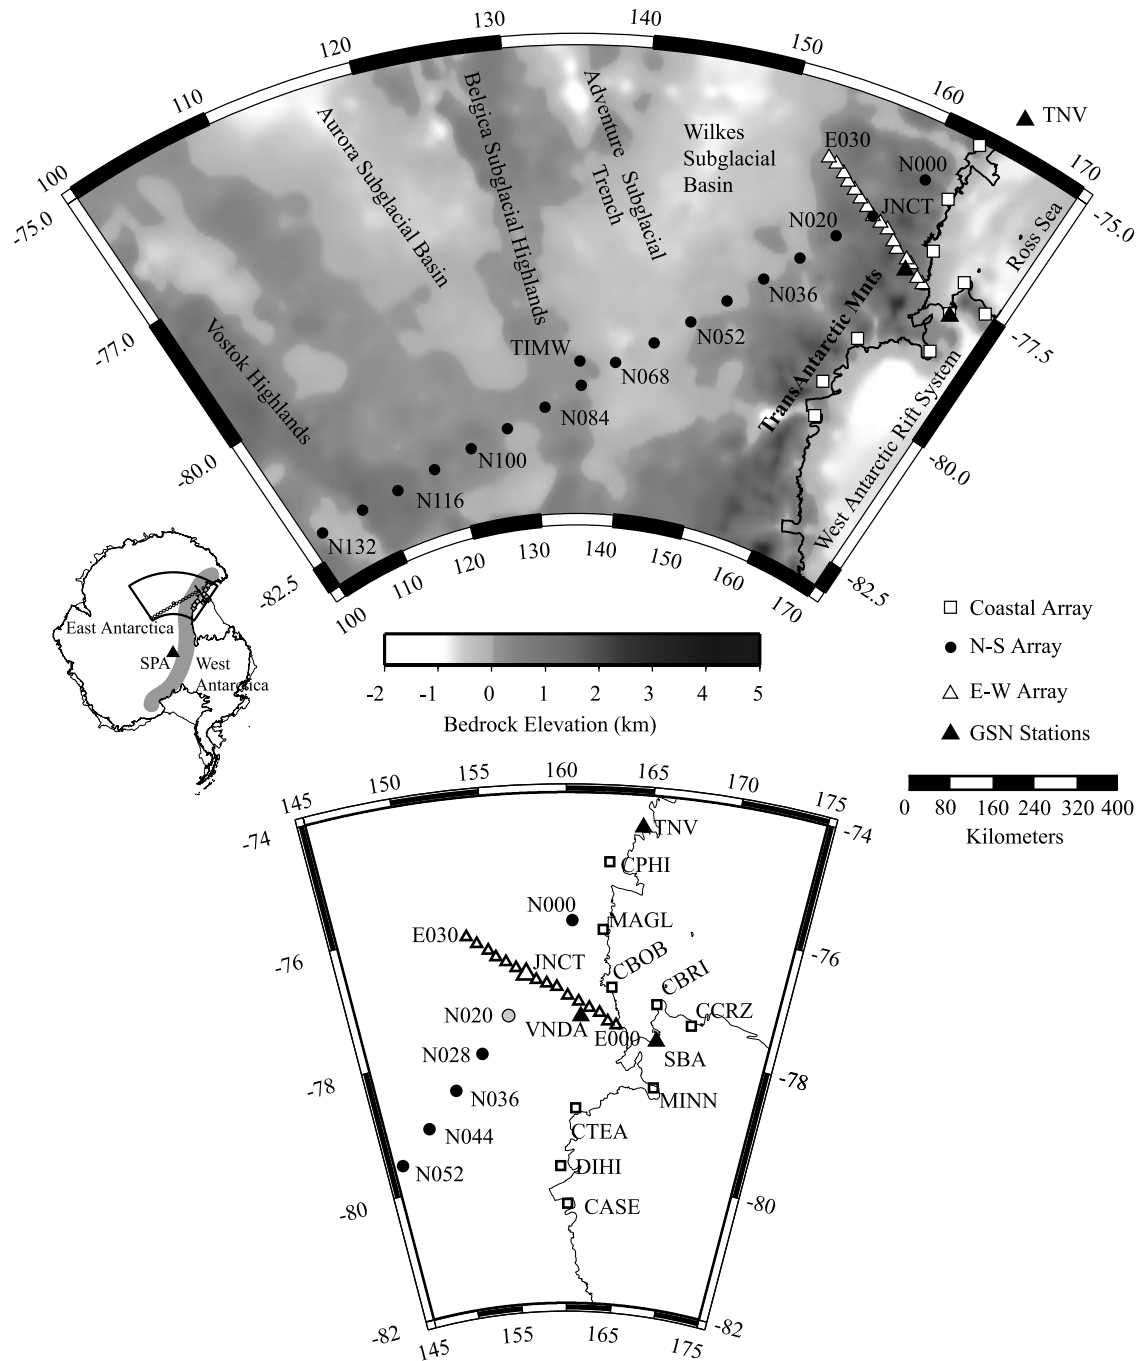 130
140
120
150
110
160
TNV
100
170
-75.0
-75.0
E030
N000
JNCT
N020
N036
N052
N068
TIMW
N084
N100
N116
N132
Aurora Subglacial Basin
Belgica Subglacial Highlands
Adventure Subglacial
Trench
Wilkes
Subglacial
Basin
Vostok Highlands
TransAntarctic Mnts
Ross Sea
West Antarctic Rift System
-77.0
-77.5
-80.0
-80.0
-82.5
-82.5
100
110
120
130
140
150
160
170
East Antarctica
SPA
West
Antarctica
-2 -1 0 1 2 3 4 5
Bedrock Elevation (km)
Coastal Array
N-S Array
E-W Array
GSN Stations
0 80 160 240 320 400
Kilometers
145
150
155
160
165
170
175
-74
-74
TNV
CPHI
N000
MAGL
E030
JNCT
CBOB
CBRI
CCRZ
-76
-76
N020
VNDA
E000
SBA
N028
N036
MINN
-78
-78
N044
CTEA
N052
DIHI
CASE
-80
-80
-82
-82
145
155
165
175